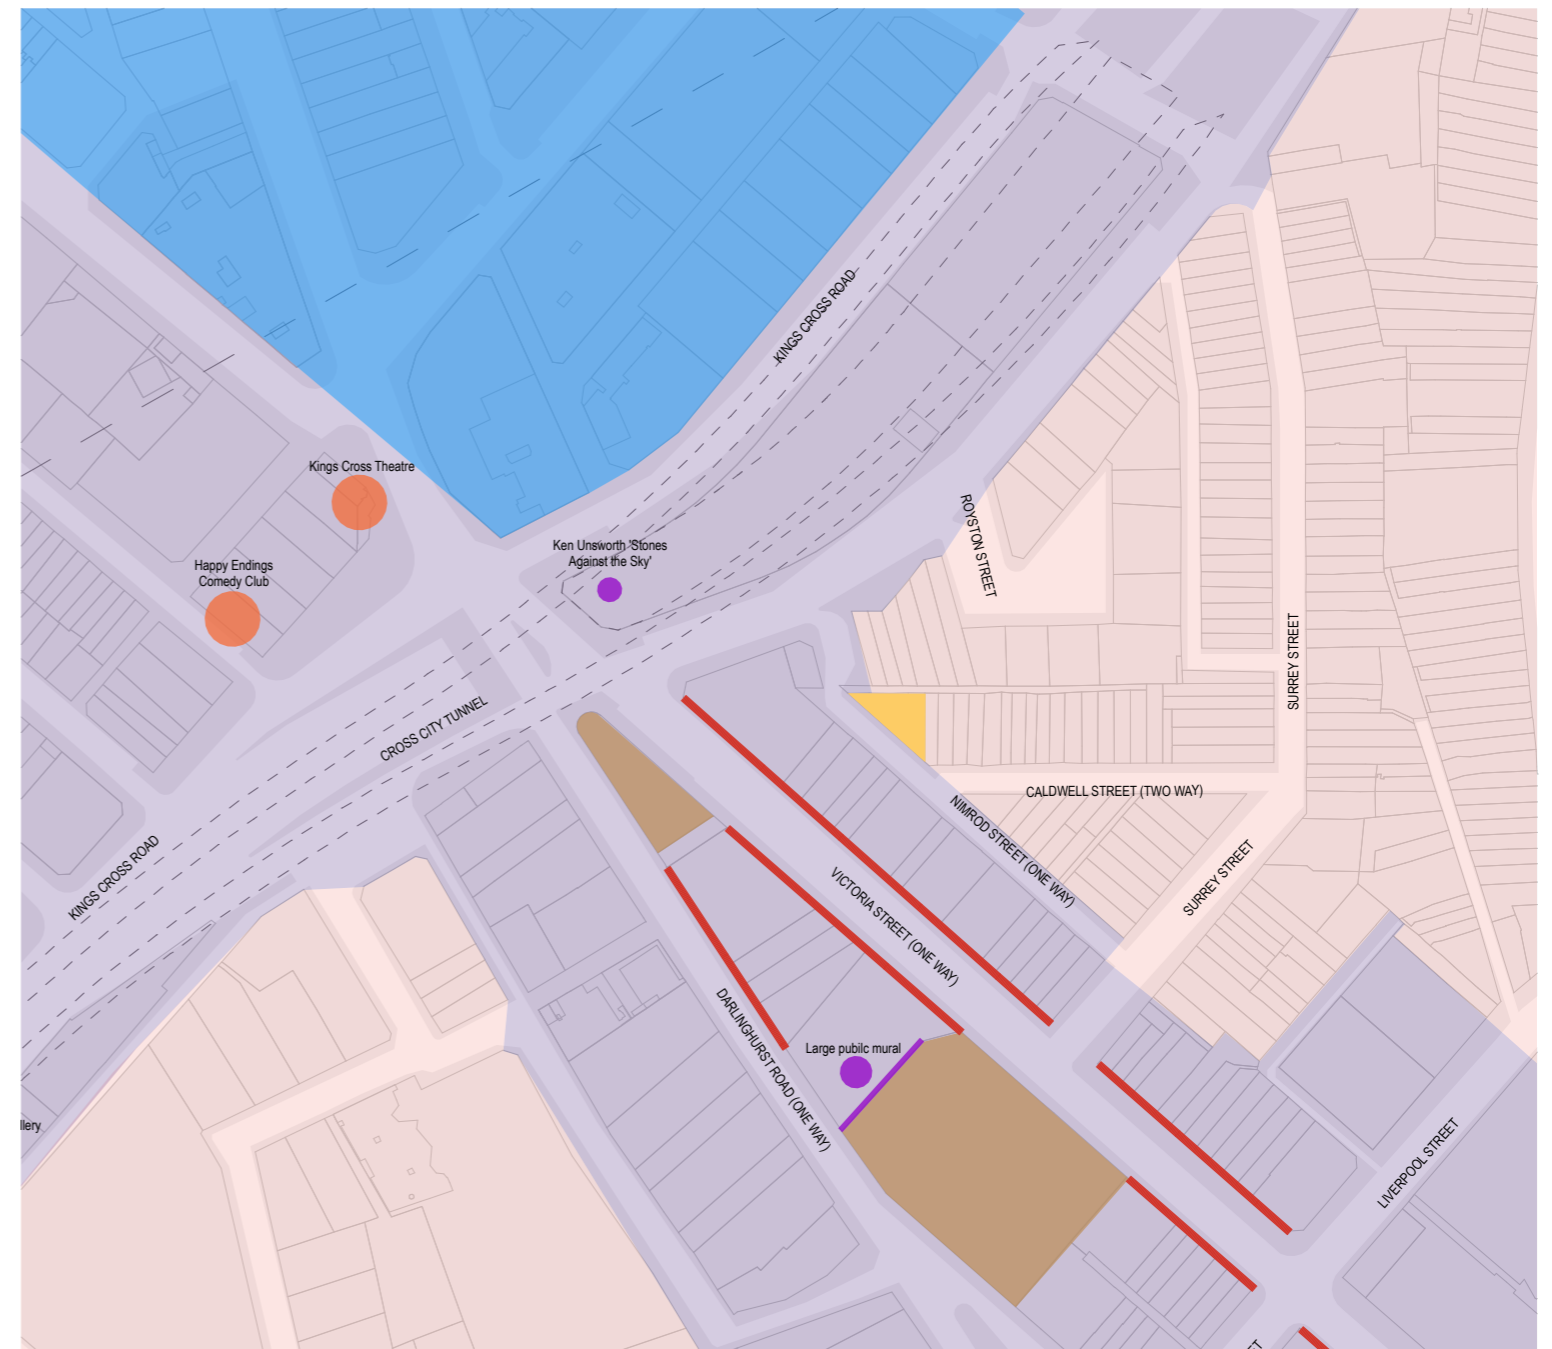 KINGS CROSS ROAD
Kings Cross Theatre
ROYSTON STREET
Ken Unsworth 'Stones
Against the Sky'
Happy Endings
Comedy Club
SURREY STREET
CROSS CITY TUNNEL
CALDWELL STREET (TWO WAY)
NIMROD STREET (ONE WAY)
KINGS CROSS ROAD
SURREY STREET
VICTORIA STREET (ONE WAY)
DARLINGHURST ROAD (ONE WAY)
Large public mural
llery
LIVERPOOL STREET